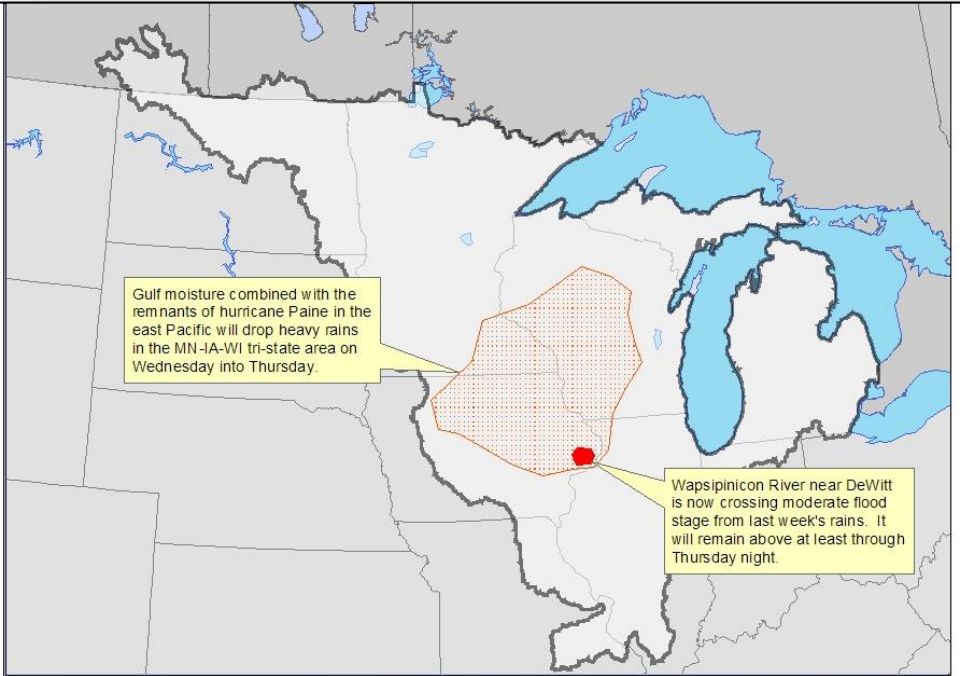 Gulf moisture combined with the
remnants of hurricane Paine in the
east Pacific will drop heavy rains
in the MN-IA-WI tri-state area on
Wednesday into Thursday.
Wapsipinicon River near DeWitt
is now crossing moderate flood
stage from last week's rains.  It
will remain above at least through
Thursday night.